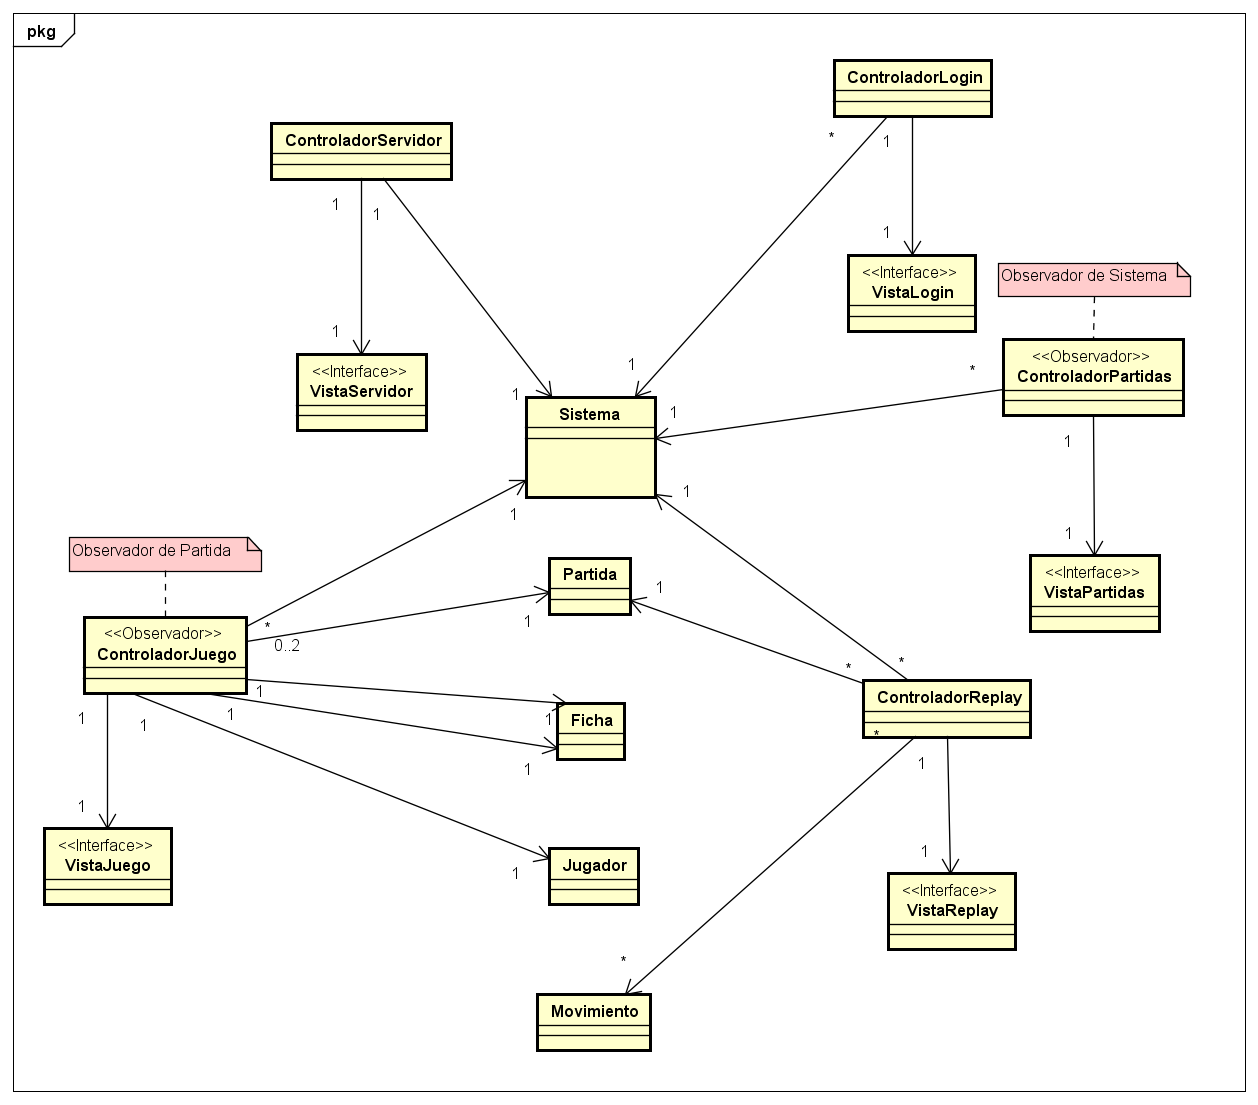 pkg
ControladorLogin
ControladorServidor
*
1
1
1
1
<<Interface>>
VistaLogin
Observador de Sistema
1
<<Interface>>
VistaServidor
1
1
<<Observador>>
ControladorPartidas
*
1
Sistema
1
1
1
Observador de Partida
Partida
1
<<Interface>>
VistaPartidas
1
1
<<Observador>>
ControladorJuego
*
0..2
*
*
ControladorReplay
1
1
1
1
1
Ficha
*
1
1
1
<<Interface>>
VistaJuego
Jugador
1
1
<<Interface>>
VistaReplay
*
Movimiento